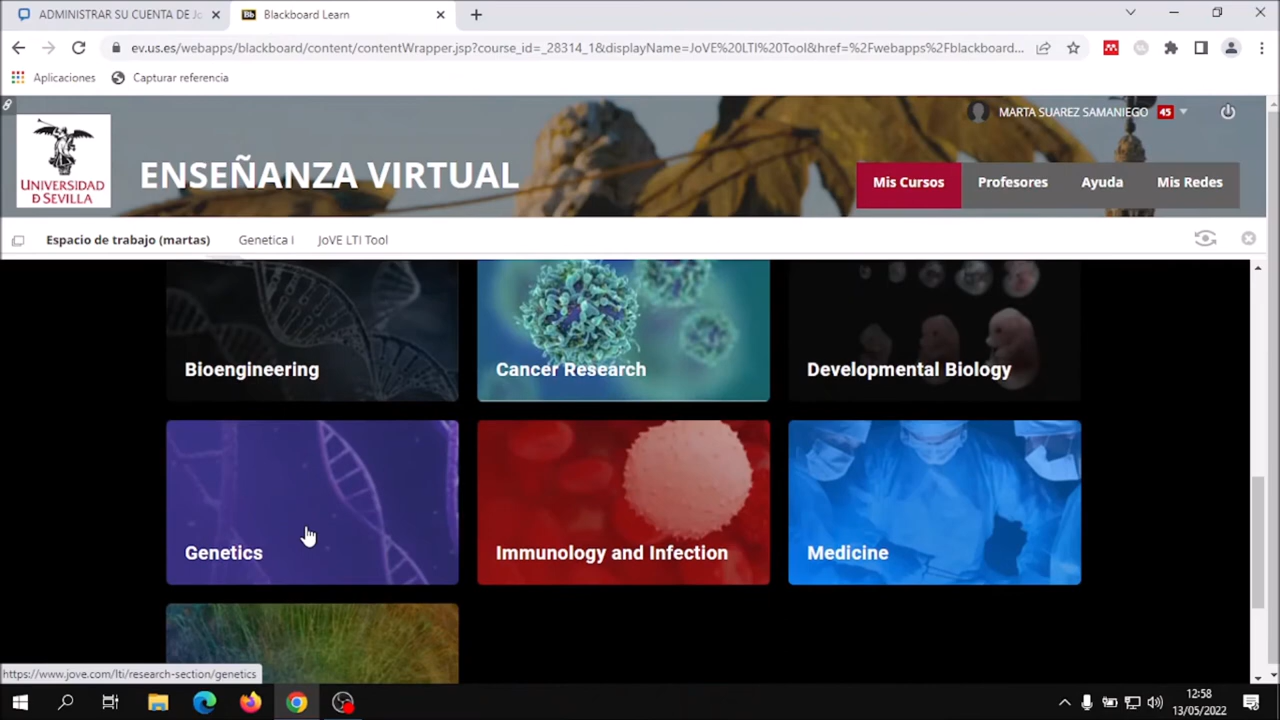 ADMINISTRAR SU CUENTA DE Jo
Blackboard Learn
ev.us.es/webapps/blackboard/content/contentWrapper.jsp?course_id=_28314_1&displayName=JoVE%20LTI%20Tool&href=%2Fwebapps%2Fblackboard...
Aplicaciones
Capturar referencia
MARTA SUAREZ SAMANIEGO 45
UNIVERSIDAD
D SEVILLA
ENSEÑANZA VIRTUAL
Mis Cursos
Profesores
Ayuda
Mis Redes
Espacio de trabajo (martas)
Genetica I
JoVE LTI Tool
Bioengineering
Cancer Research
Developmental Biology
Genetics
Immunology and Infection
Medicine
https://www.jove.com/lti/research-section/genetics
12:58
13/05/2022